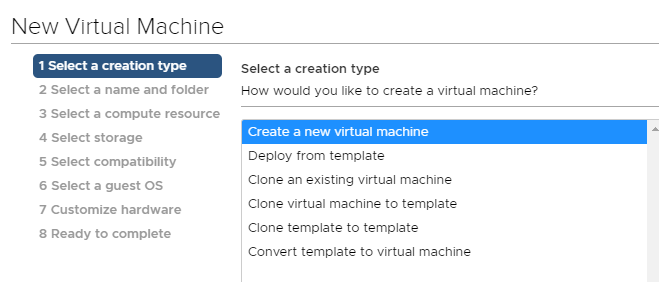 New Virtual Machine
1 Select a creation type
2 Select a name and folder
3 Select a compute resource
4 Select storage
5 Select compatibility
6 Select a guest OS
7 Customize hardware
8 Ready to complete
Select a creation type
How would you like to create a virtual machine?
Create a new virtual machine
Deploy from template
Clone an existing virtual machine
Clone virtual machine to template
Clone template to template
Convert template to virtual machine